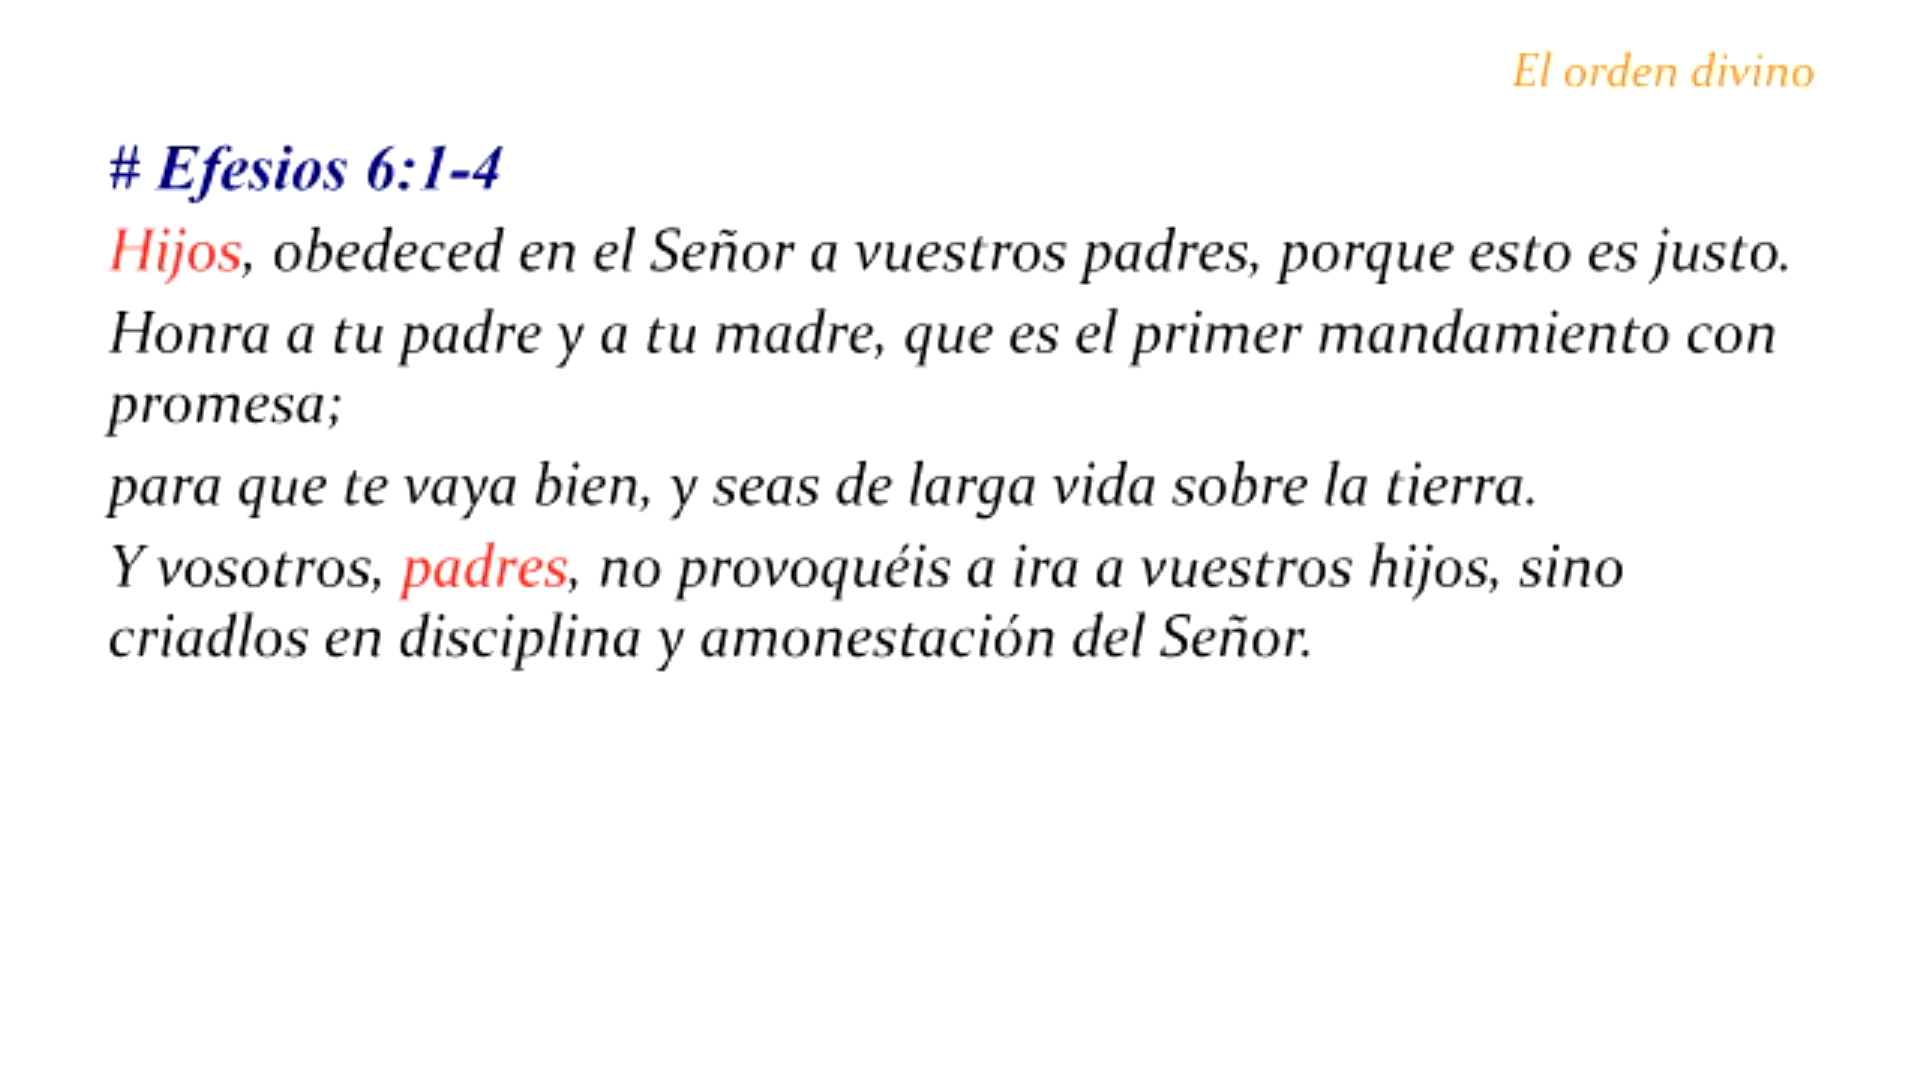 El orden divino
# Efesios 6:1-4
Hijos, obedeced en el Señor a vuestros padres, porque esto es justo.
Honra a tu padre y a tu madre, que es el primer mandamiento con
promesa;
para que te vaya bien, y seas de larga vida sobre la tierra.
Y vosotros, padres, no provoquéis a ira a vuestros hijos, sino
criadlos en disciplina y amonestación del Señor.